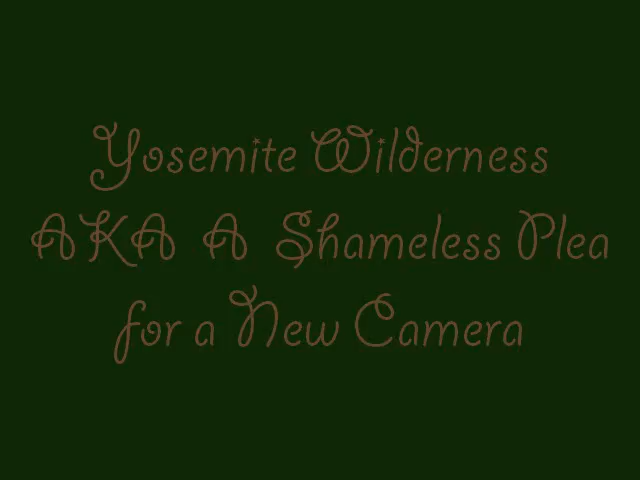 Yosemite Wilderness
AKA A Shameless Plea
for a New Camera